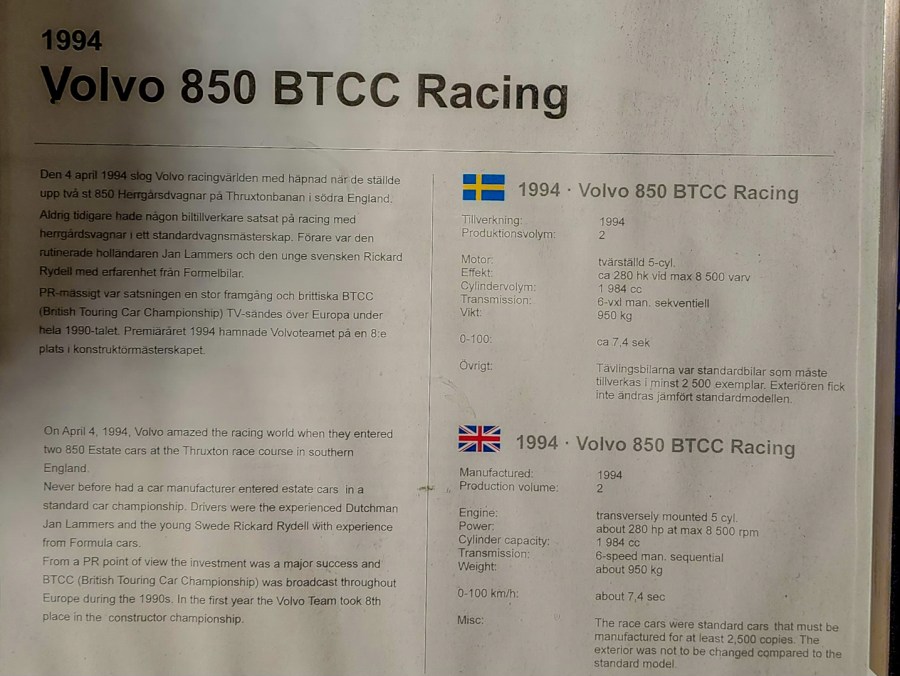 1994
Volvo 850 BTCC Racing
Den 4 april 1994 slog Volvo racingvärlden med häpnad när de ställde
upp två st 850 Herrgårsdvagnar på Thruxtonbanan i södra England.
Aldrig tidigare hade någon biltillverkare satsat på racing med
herrgårdsvagnar i ett standardvagnsmästerskap. Förare var den
rutinerade holländaren Jan Lammers och den unge svensken Rickard
Rydell med erfarenhet från Formelbilar.
PR-mässigt var satsningen en stor framgång och brittiska BTCC
(British Touring Car Championship) TV-sändes över Europa under
hela 1990-talet. Premiäråret 1994 hamnade Volvoteamet på en 8:e
plats i konstruktörmästerskapet.
On April 4, 1994, Volvo amazed the racing world when they entered
two 850 Estate cars at the Thruxton race course in southern
England.
Never before had a car manufacturer entered estate cars in a
standard car championship. Drivers were the experienced Dutchman
Jan Lammers and the young Swede Rickard Rydell with experience
from Formula cars.
From a PR point of view the investment was a major success and
BTCC (British Touring Car Championship) was broadcast throughout
Europe during the 1990s. In the first year the Volvo Team took 8th
place in the constructor championship.
1994 · Volvo 850 BTCC Racing
Tillverkning: 1994
Produktionsvolym: 2
Motor: tvärställd 5-cyl.
Effekt: ca 280 hk vid max 8 500 varv
Cylindervolym: 1 984 cc
Transmission: 6-vxl man. sekventiell
Vikt: 950 kg
0-100: ca 7,4 sek
Övrigt: Tävlingsbilarna var standardbilar som måste
tillverkas i minst 2 500 exemplar. Exteriören fick
inte ändras jämfört standardmodellen.
1994 · Volvo 850 BTCC Racing
Manufactured: 1994
Production volume: 2
Engine: transversely mounted 5 cyl.
Power: about 280 hp at max 8 500 rpm
Cylinder capacity: 1 984 cc
Transmission: 6-speed man. sequential
Weight: about 950 kg
0-100 km/h: about 7,4 sec
Misc: The race cars were standard cars that must be
manufactured for at least 2,500 copies. The
exterior was not to be changed compared to the
standard model.